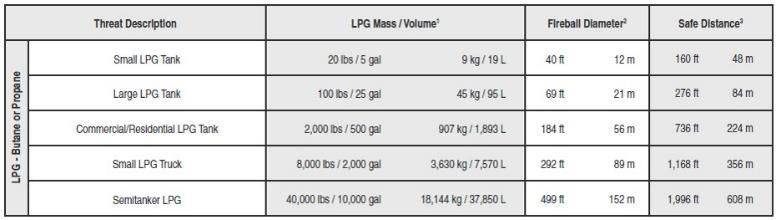 Threat Description LPG Mass / Volume¹ Fireball Diameter² Safe Distance³
LPG - Butane or Propane
Small LPG Tank 20 lbs / 5 gal 9 kg / 19 L 40 ft 12 m 160 ft 48 m
Large LPG Tank 100 lbs / 25 gal 45 kg / 95 L 69 ft 21 m 276 ft 84 m
Commercial/Residential LPG Tank 2,000 lbs / 500 gal 907 kg / 1,893 L 184 ft 56 m 736 ft 224 m
Small LPG Truck 8,000 lbs / 2,000 gal 3,630 kg / 7,570 L 292 ft 89 m 1,168 ft 356 m
Semitanker LPG 40,000 lbs / 10,000 gal 18,144 kg / 37,850 L 499 ft 152 m 1,996 ft 608 m